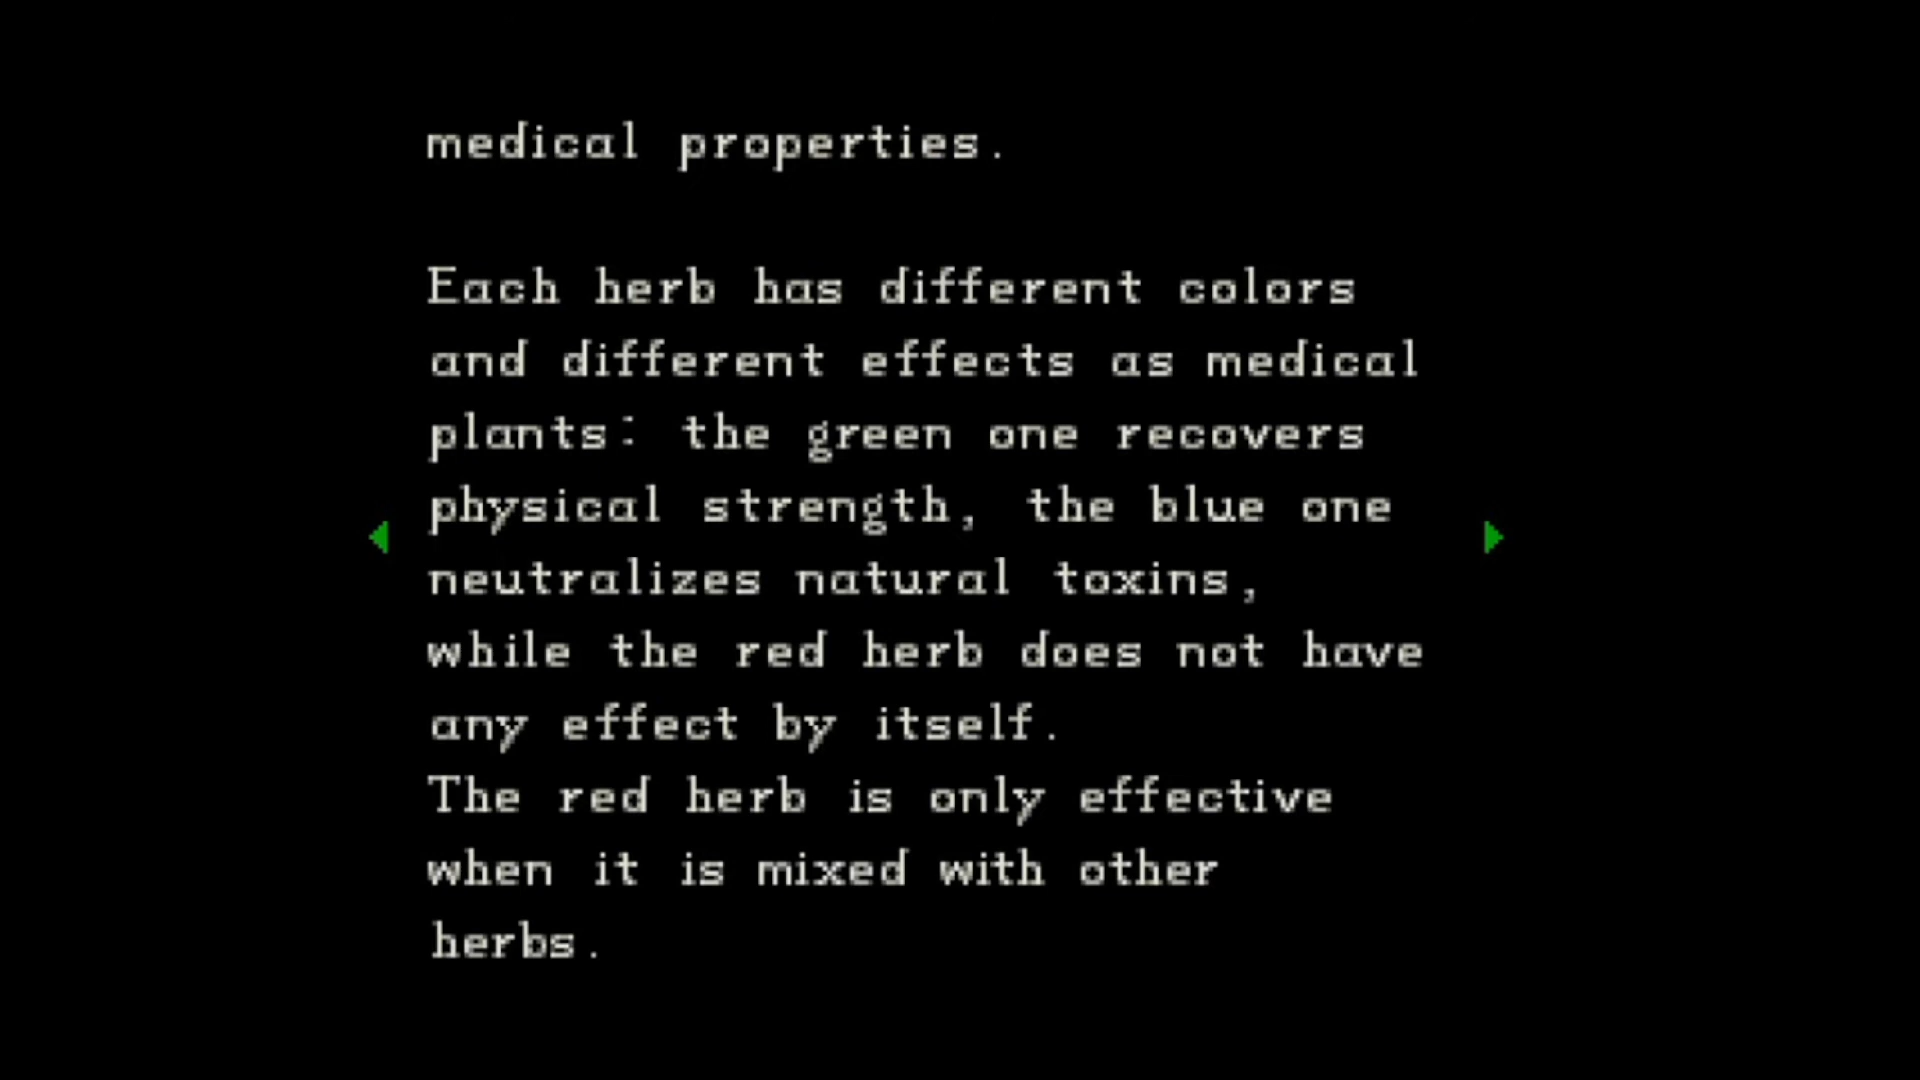 medical properties.
Each herb has different colors
and different effects as medical
plants: the green one recovers
physical strength, the blue one
neutralizes natural toxins,
while the red herb does not have
any effect by itself.
The red herb is only effective
when it is mixed with other
herbs.